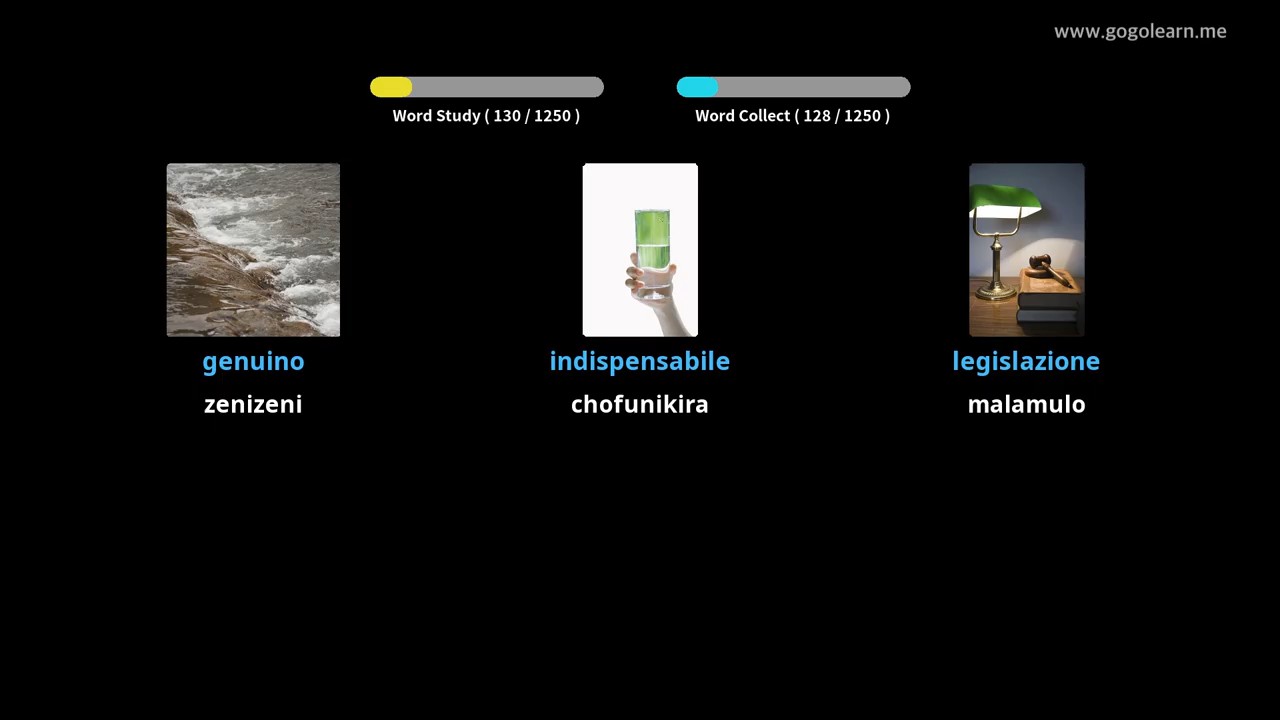 www.gogolearn.me
Word Study ( 130 / 1250 )
Word Collect ( 128 / 1250 )
genuino
zenizeni
indispensabile
chofunikira
legislazione
malamulo